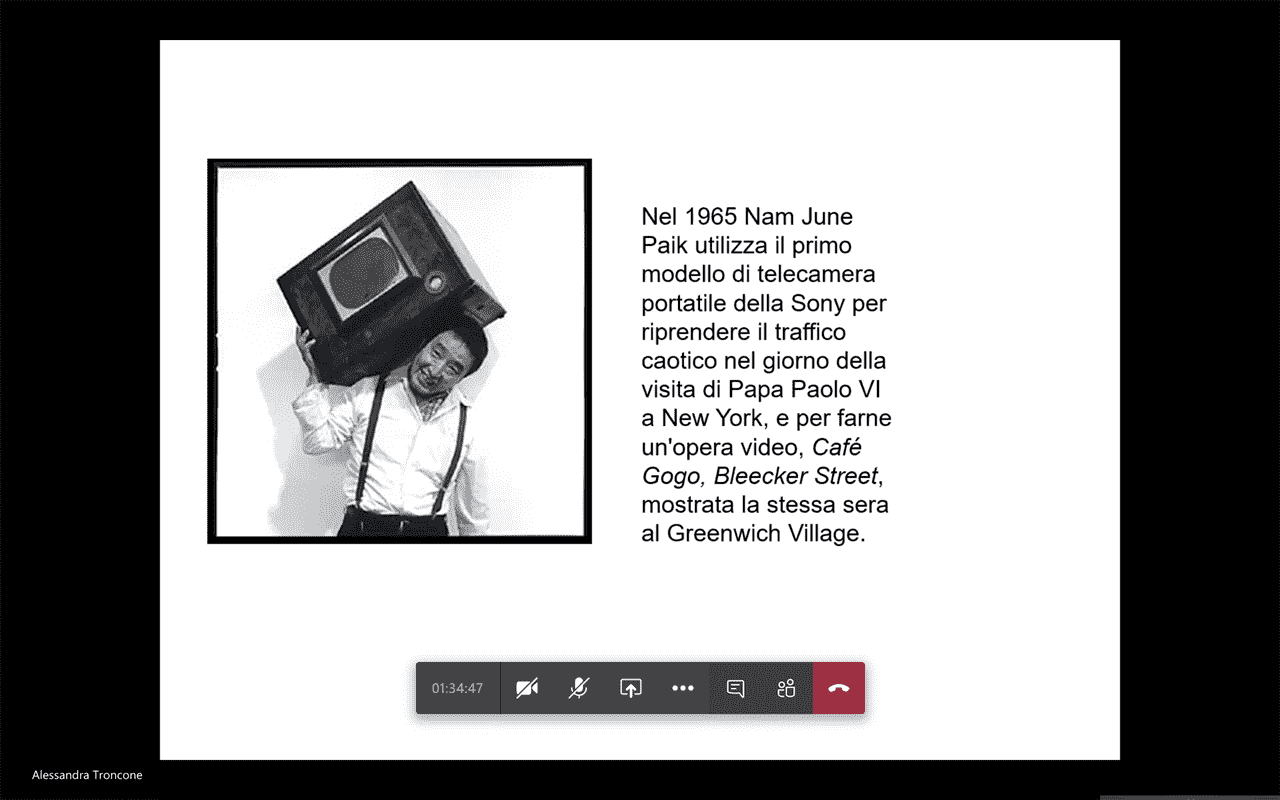 Nel 1965 Nam June
Paik utilizza il primo
modello di telecamera
portatile della Sony per
riprendere il traffico
caotico nel giorno della
visita di Papa Paolo VI
a New York, e per farne
un'opera video, Café
Gogo, Bleecker Street,
mostrata la stessa sera
al Greenwich Village.
01:34:47
Alessandra Troncone